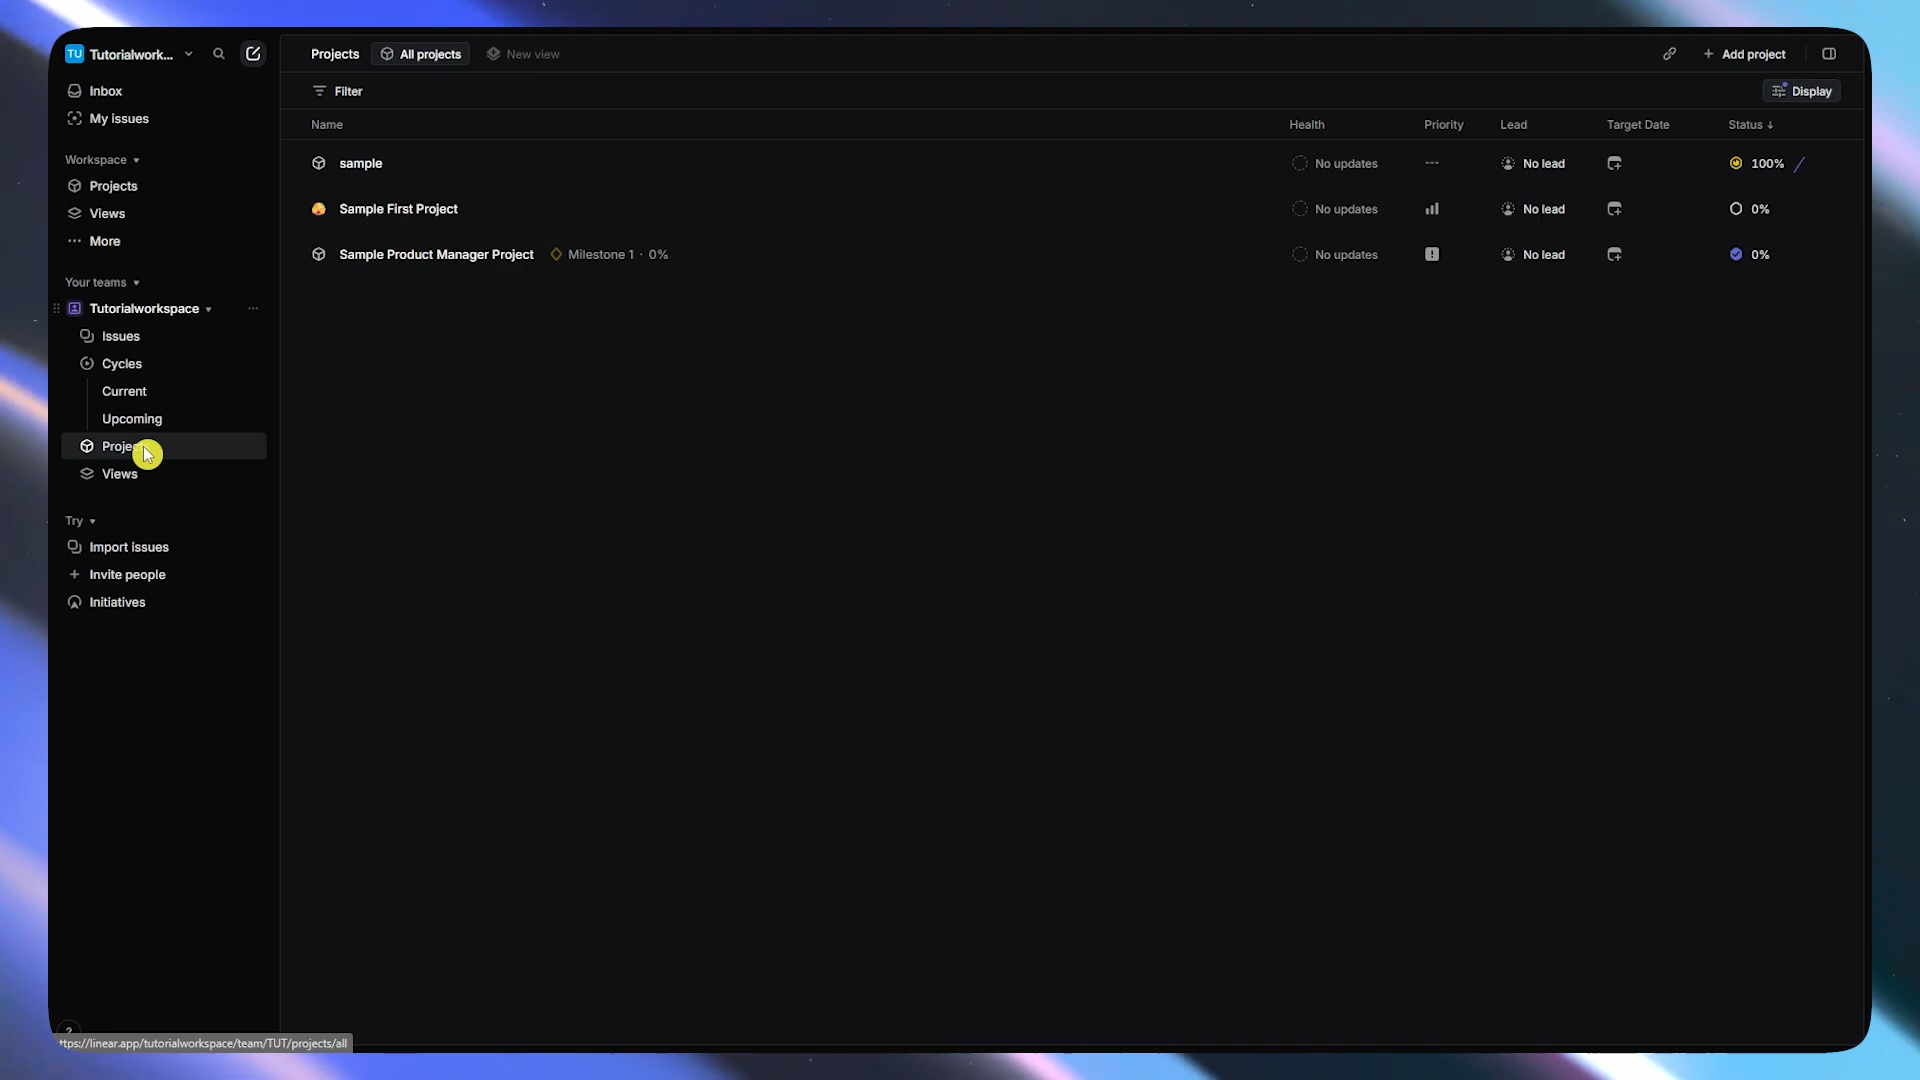 TU Tutorialwork...
Inbox
My issues
Workspace
Projects
Views
More
Your teams
Tutorialworkspace
Issues
Cycles
Current
Upcoming
Views
Try
Import issues
Invite people
Initiatives
?
ttps://linear.app/tutorialworkspace/team/TUT/projects/all
Projects All projects New view Add project
Filter Display
Name Health Priority Lead Target Date Status ↓
sample No updates --- No lead 100%
Sample First Project No updates No lead 0%
Sample Product Manager Project Milestone 1 · 0% No updates ! No lead 0%